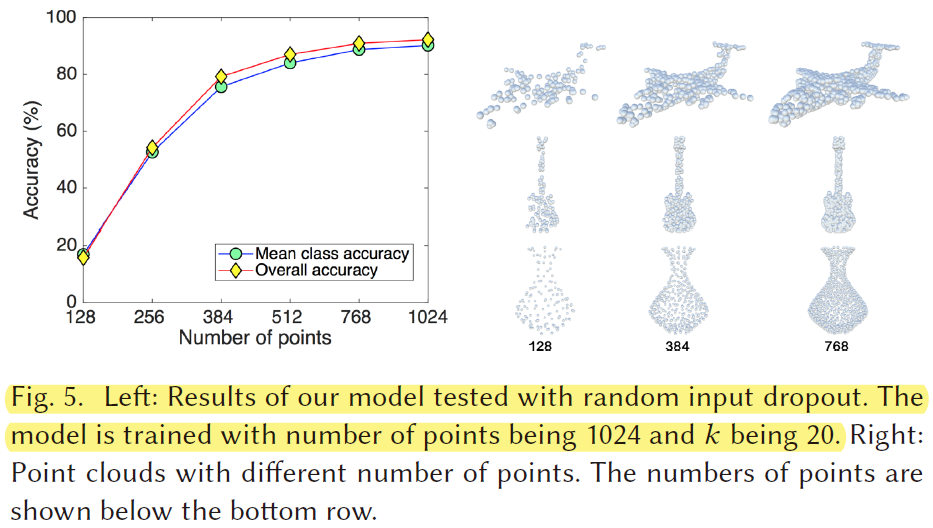 100
80
60
40
20
0
Accuracy (%)
Mean class accuracy
Overall accuracy
128 256 384 512 768 1024
Number of points
128 384 768
Fig. 5. Left: Results of our model tested with random input dropout. The
model is trained with number of points being 1024 and k being 20. Right:
Point clouds with different number of points. The numbers of points are
shown below the bottom row.